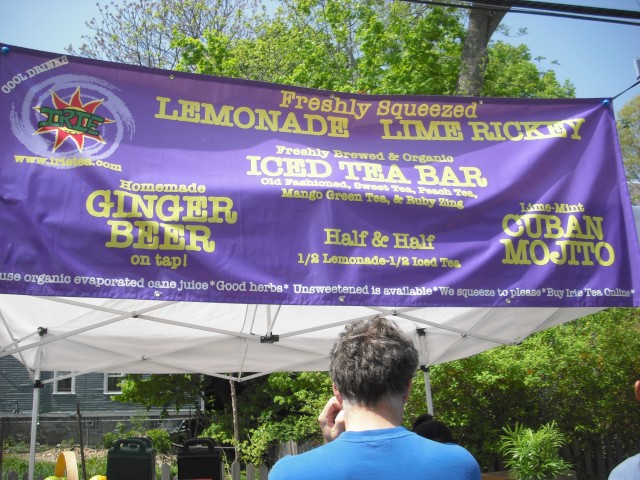 COOL DRINKS
IRIE
www.irietea.com
Freshly Squeezed
LEMONADE LIME RICKEY
Freshly Brewed & Organic
ICED TEA BAR
Old Fashioned, Sweet Tea, Peach Tea,
Mango Green Tea, & Ruby Zing
Homemade
GINGER
BEER
on tap!
Half & Half
1/2 Lemonade-1/2 Iced Tea
Lime-Mint
CUBAN
MOJITO
use organic evaporated cane juice*Good herbs* Unsweetened is available*We squeeze to please*Buy Irie Tea Online*